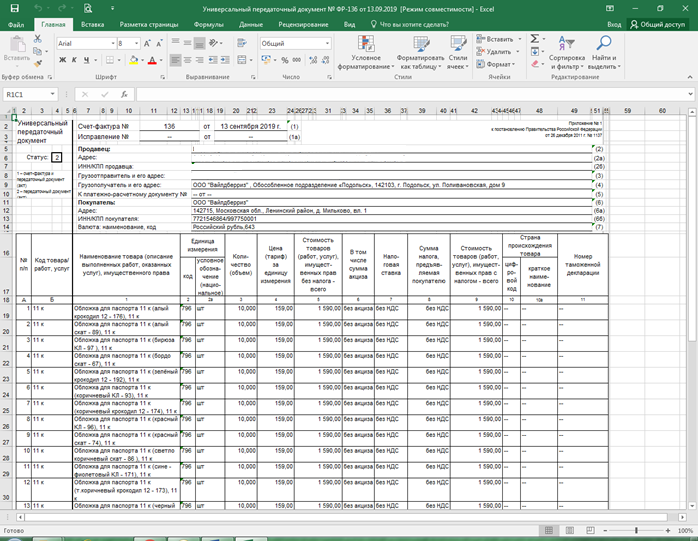 Универсальный передаточный документ № ФР-136 от 13.09.2019 [Режим совместимости] - Excel
Файл Главная Вставка Разметка страницы Формулы Данные Рецензирование Вид Что вы хотите сделать? Вход Общий доступ
Вставить
Arial 8
Ж К Ч
Общий
Условное форматирование
Форматировать как таблицу
Стили ячеек
Вставить
Удалить
Формат
Сортировка и фильтр
Найти и выделить
Буфер обмена Шрифт Выравнивание Число Стили Ячейки Редактирование
R1C1
Универсальный передаточный документ
Счет-фактура № 136 от 13 сентября 2019 г. (1)
Исправление № -- от -- (1а)
Приложение № 1
к постановлению Правительства Российской Федерации
от 26 декабря 2011 г. № 1137
Статус: 2
1 – счет-фактура и передаточный документ (акт)
2 – передаточный документ (акт)
Продавец: (2)
Адрес: (2а)
ИНН/КПП продавца: (2б)
Грузоотправитель и его адрес: (3)
Грузополучатель и его адрес: ООО "Вайлдберриз" , Обособленное подразделение «Подольск», 142103, г. Подольск, ул. Поливановская, дом 9 (4)
К платежно-расчетному документу № -- от -- (5)
Покупатель: ООО "Вайлдберриз" (6)
Адрес: 142715, Московская обл., Ленинский район, д. Мильково, вл. 1 (6а)
ИНН/КПП покупателя: 7721546864/997750001 (6б)
Валюта: наименование, код Российский рубль,643 (7)
№ п/п
Код товара/ работ, услуг
Наименование товара (описание выполненных работ, оказанных услуг), имущественного права
Единица измерения
код
условное обозна- чение (нацио- нальное)
Коли- чество (объем)
Цена (тариф) за единицу измерения
Стоимость товаров (работ, услуг), имущест- венных прав без налога - всего
В том числе сумма акциза
Нало- говая ставка
Сумма налога, предъяв- ляемая покупателю
Стоимость товаров (работ, услуг), имущест- венных прав с налогом - всего
Страна происхождения товара
циф- ро- вой код
краткое наиме- нование
Номер таможенной декларации
А Б 1 2 2а 3 4 5 6 7 8 9 10 10а 11
1 11 к Обложка для паспорта 11 к (алый крокодил 12 - 176), 11 к 796 шт 10,000 159,00 1 590,00 без акциза без НДС без НДС 1 590,00 -- -- --
2 11 к Обложка для паспорта 11 к (алый скат - 89), 11 к 796 шт 10,000 159,00 1 590,00 без акциза без НДС без НДС 1 590,00 -- -- --
3 11 к Обложка для паспорта 11 к (бирюза КЛ - 97 ), 11 к 796 шт 10,000 159,00 1 590,00 без акциза без НДС без НДС 1 590,00 -- -- --
4 11 к Обложка для паспорта 11 к (бордо скат - 67), 11 к 796 шт 10,000 159,00 1 590,00 без акциза без НДС без НДС 1 590,00 -- -- --
5 11 к Обложка для паспорта 11 к (зелёный крокодил 12 - 192), 11 к 796 шт 10,000 159,00 1 590,00 без акциза без НДС без НДС 1 590,00 -- -- --
6 11 к Обложка для паспорта 11 к (коричневый КЛ - 93), 11 к 796 шт 10,000 159,00 1 590,00 без акциза без НДС без НДС 1 590,00 -- -- --
7 11 к Обложка для паспорта 11 к (коричневый крокодил 12 - 174), 11 к 796 шт 10,000 159,00 1 590,00 без акциза без НДС без НДС 1 590,00 -- -- --
8 11 к Обложка для паспорта 11 к (красный КЛ - 96), 11 к 796 шт 10,000 159,00 1 590,00 без акциза без НДС без НДС 1 590,00 -- -- --
9 11 к Обложка для паспорта 11 к (красный скат - 74), 11 к 796 шт 10,000 159,00 1 590,00 без акциза без НДС без НДС 1 590,00 -- -- --
10 11 к Обложка для паспорта 11 к (светло коричневый скат - 86 ), 11 к 796 шт 10,000 159,00 1 590,00 без акциза без НДС без НДС 1 590,00 -- -- --
11 11 к Обложка для паспорта 11 к (сине - фиолетовый КЛ - 171), 11 к 796 шт 10,000 159,00 1 590,00 без акциза без НДС без НДС 1 590,00 -- -- --
12 11 к Обложка для паспорта 11 к (т.коричневый крокодил 12 - 173), 11 к 796 шт 10,000 159,00 1 590,00 без акциза без НДС без НДС 1 590,00 -- -- --
13 11 к Обложка для паспорта 11 к (черный 796 шт 10,000 159,00 1 590,00 без акциза без НДС без НДС 1 590,00 -- -- --
Готово 100%